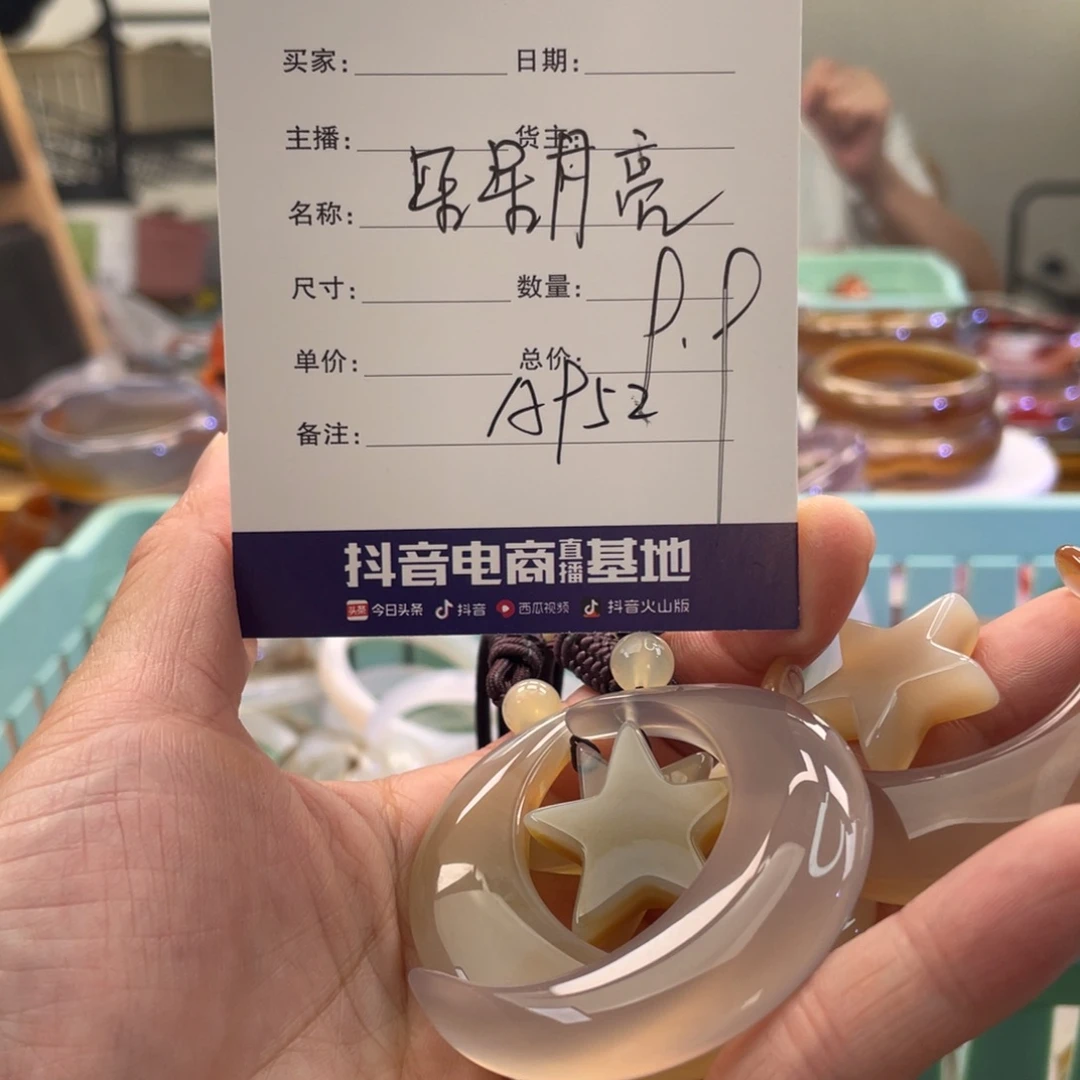 买家： 日期：
主播： 货主：
名称： 月亮
尺寸： 数量： P.P
单价： 总价：
AP52
备注：
抖音电商直播基地
头条 今日头条 抖音 西瓜视频 抖音火山版